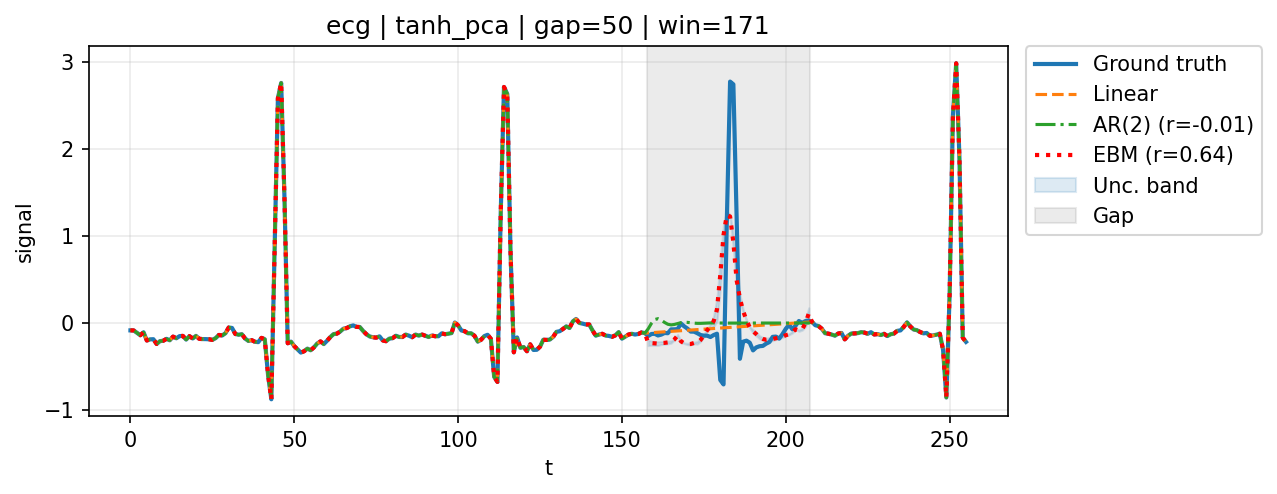 ecg | tanh_pca | gap=50 | win=171
3
2
1
0
−1
signal
0
50
100
150
200
250
t
Ground truth
Linear
AR(2) (r=-0.01)
EBM (r=0.64)
Unc. band
Gap